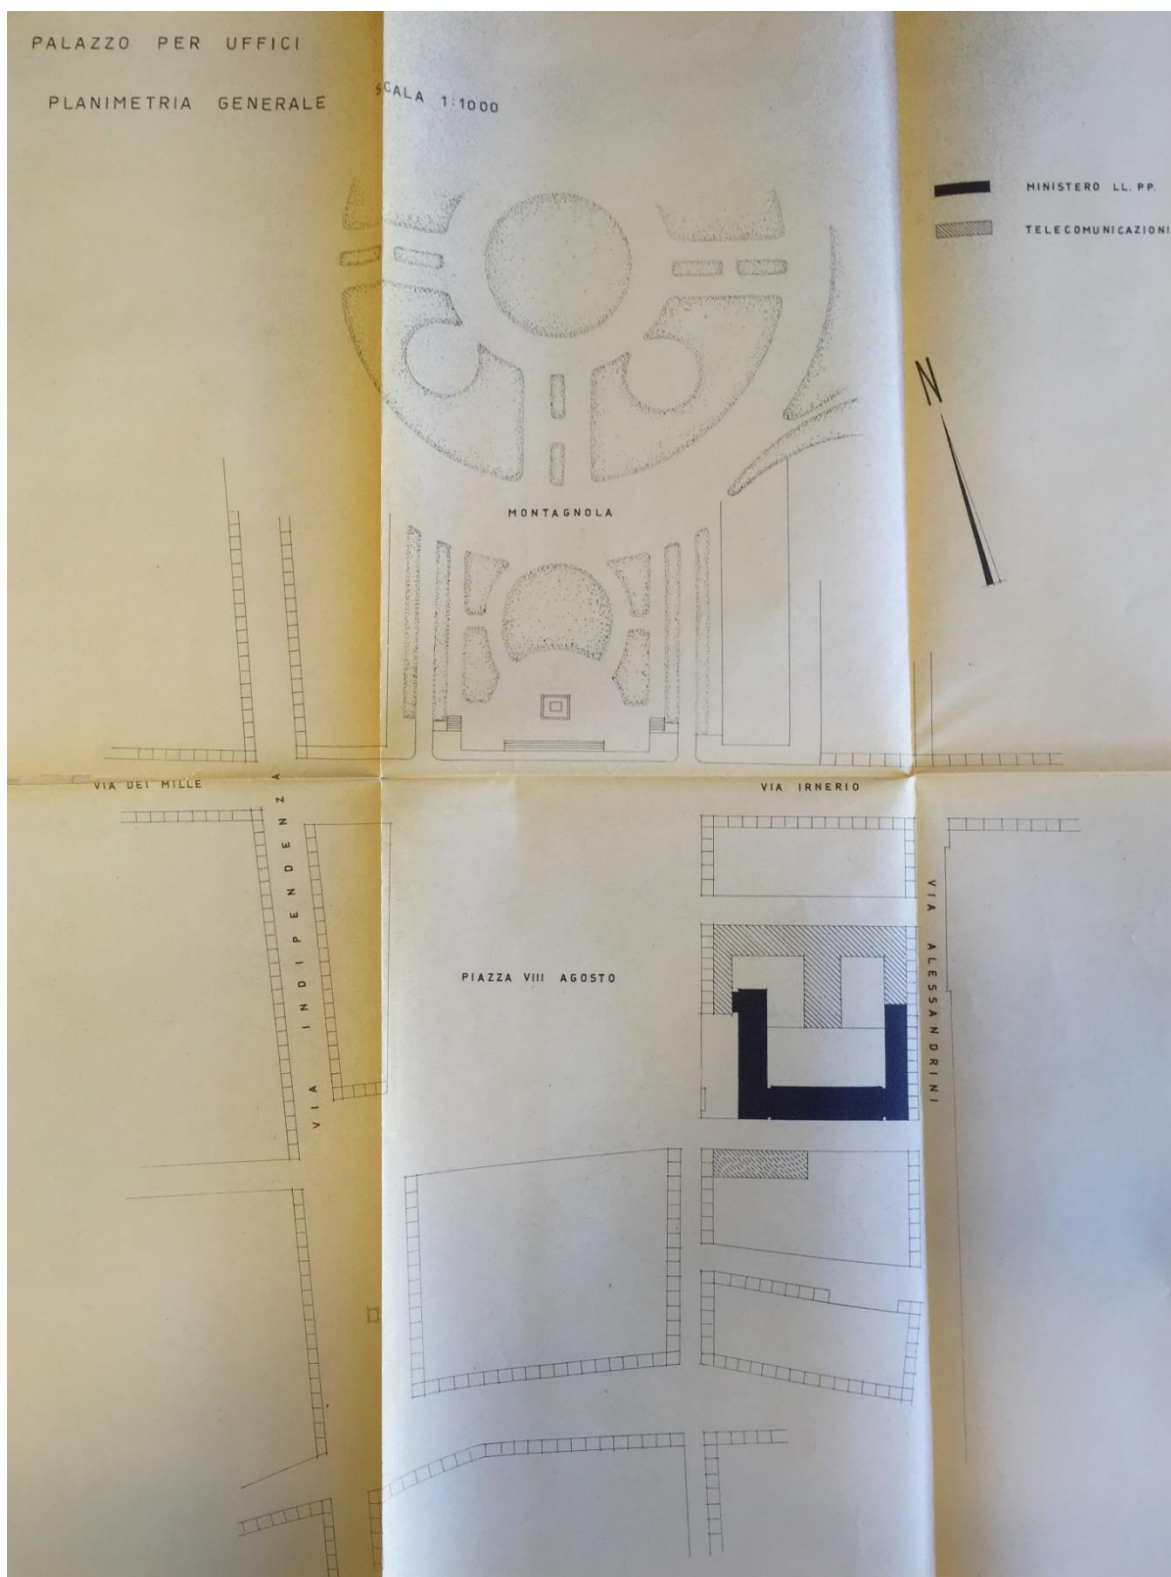 PALAZZO PER UFFICI
PLANIMETRIA GENERALE
SCALA 1:1000
MINISTERO LL. PP.
TELECOMUNICAZIONI
N
MONTAGNOLA
VIA DEI MILLE
VIA IRNERIO
VIA INDIPENDENZA
PIAZZA VIII AGOSTO
VIA ALESSANDRINI